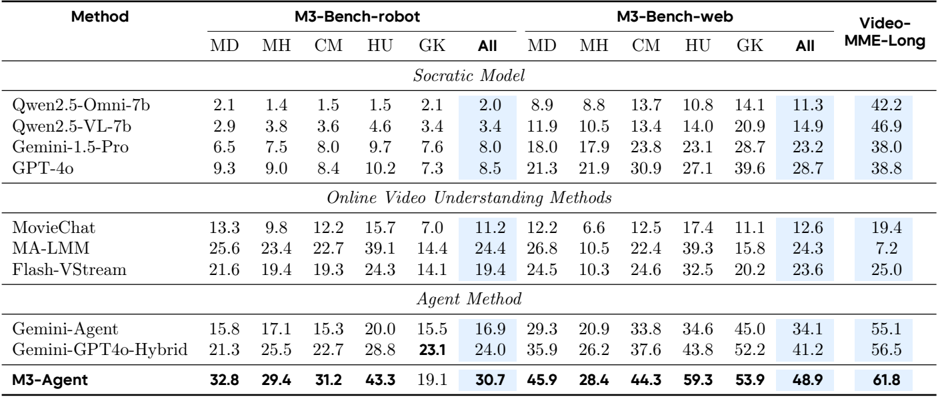 Method M3-Bench-robot M3-Bench-web Video-MME-Long
MD MH CM HU GK All MD MH CM HU GK All
Socratic Model
Qwen2.5-Omni-7b 2.1 1.4 1.5 1.5 2.1 2.0 8.9 8.8 13.7 10.8 14.1 11.3 42.2
Qwen2.5-VL-7b 2.9 3.8 3.6 4.6 3.4 3.4 11.9 10.5 13.4 14.0 20.9 14.9 46.9
Gemini-1.5-Pro 6.5 7.5 8.0 9.7 7.6 8.0 18.0 17.9 23.8 23.1 28.7 23.2 38.0
GPT-4o 9.3 9.0 8.4 10.2 7.3 8.5 21.3 21.9 30.9 27.1 39.6 28.7 38.8
Online Video Understanding Methods
MovieChat 13.3 9.8 12.2 15.7 7.0 11.2 12.2 6.6 12.5 17.4 11.1 12.6 19.4
MA-LMM 25.6 23.4 22.7 39.1 14.4 24.4 26.8 10.5 22.4 39.3 15.8 24.3 7.2
Flash-VStream 21.6 19.4 19.3 24.3 14.1 19.4 24.5 10.3 24.6 32.5 20.2 23.6 25.0
Agent Method
Gemini-Agent 15.8 17.1 15.3 20.0 15.5 16.9 29.3 20.9 33.8 34.6 45.0 34.1 55.1
Gemini-GPT4o-Hybrid 21.3 25.5 22.7 28.8 23.1 24.0 35.9 26.2 37.6 43.8 52.2 41.2 56.5
M3-Agent 32.8 29.4 31.2 43.3 19.1 30.7 45.9 28.4 44.3 59.3 53.9 48.9 61.8